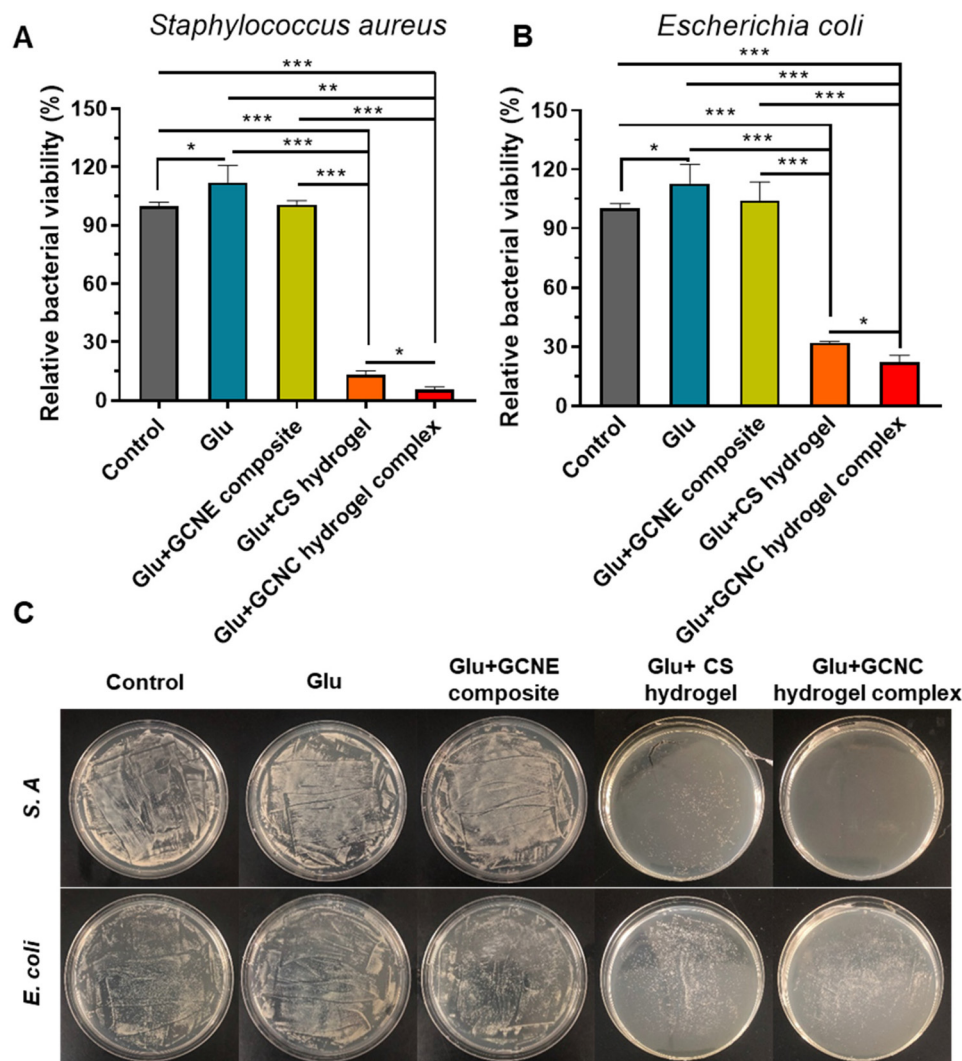 A
Staphylococcus aureus
***
**
***
***
*
***
***
*
Relative bacterial viability (%)
150
120
90
60
30
0
Control
Glu
Glu+GCNE composite
Glu+CS hydrogel
Glu+GCNC hydrogel complex
B
Escherichia coli
***
***
***
***
*
***
***
*
Relative bacterial viability (%)
150
120
90
60
30
0
Control
Glu
Glu+GCNE composite
Glu+CS hydrogel
Glu+GCNC hydrogel complex
C
Control
Glu
Glu+GCNE
composite
Glu+ CS
hydrogel
Glu+GCNC
hydrogel complex
S. A
E. coli